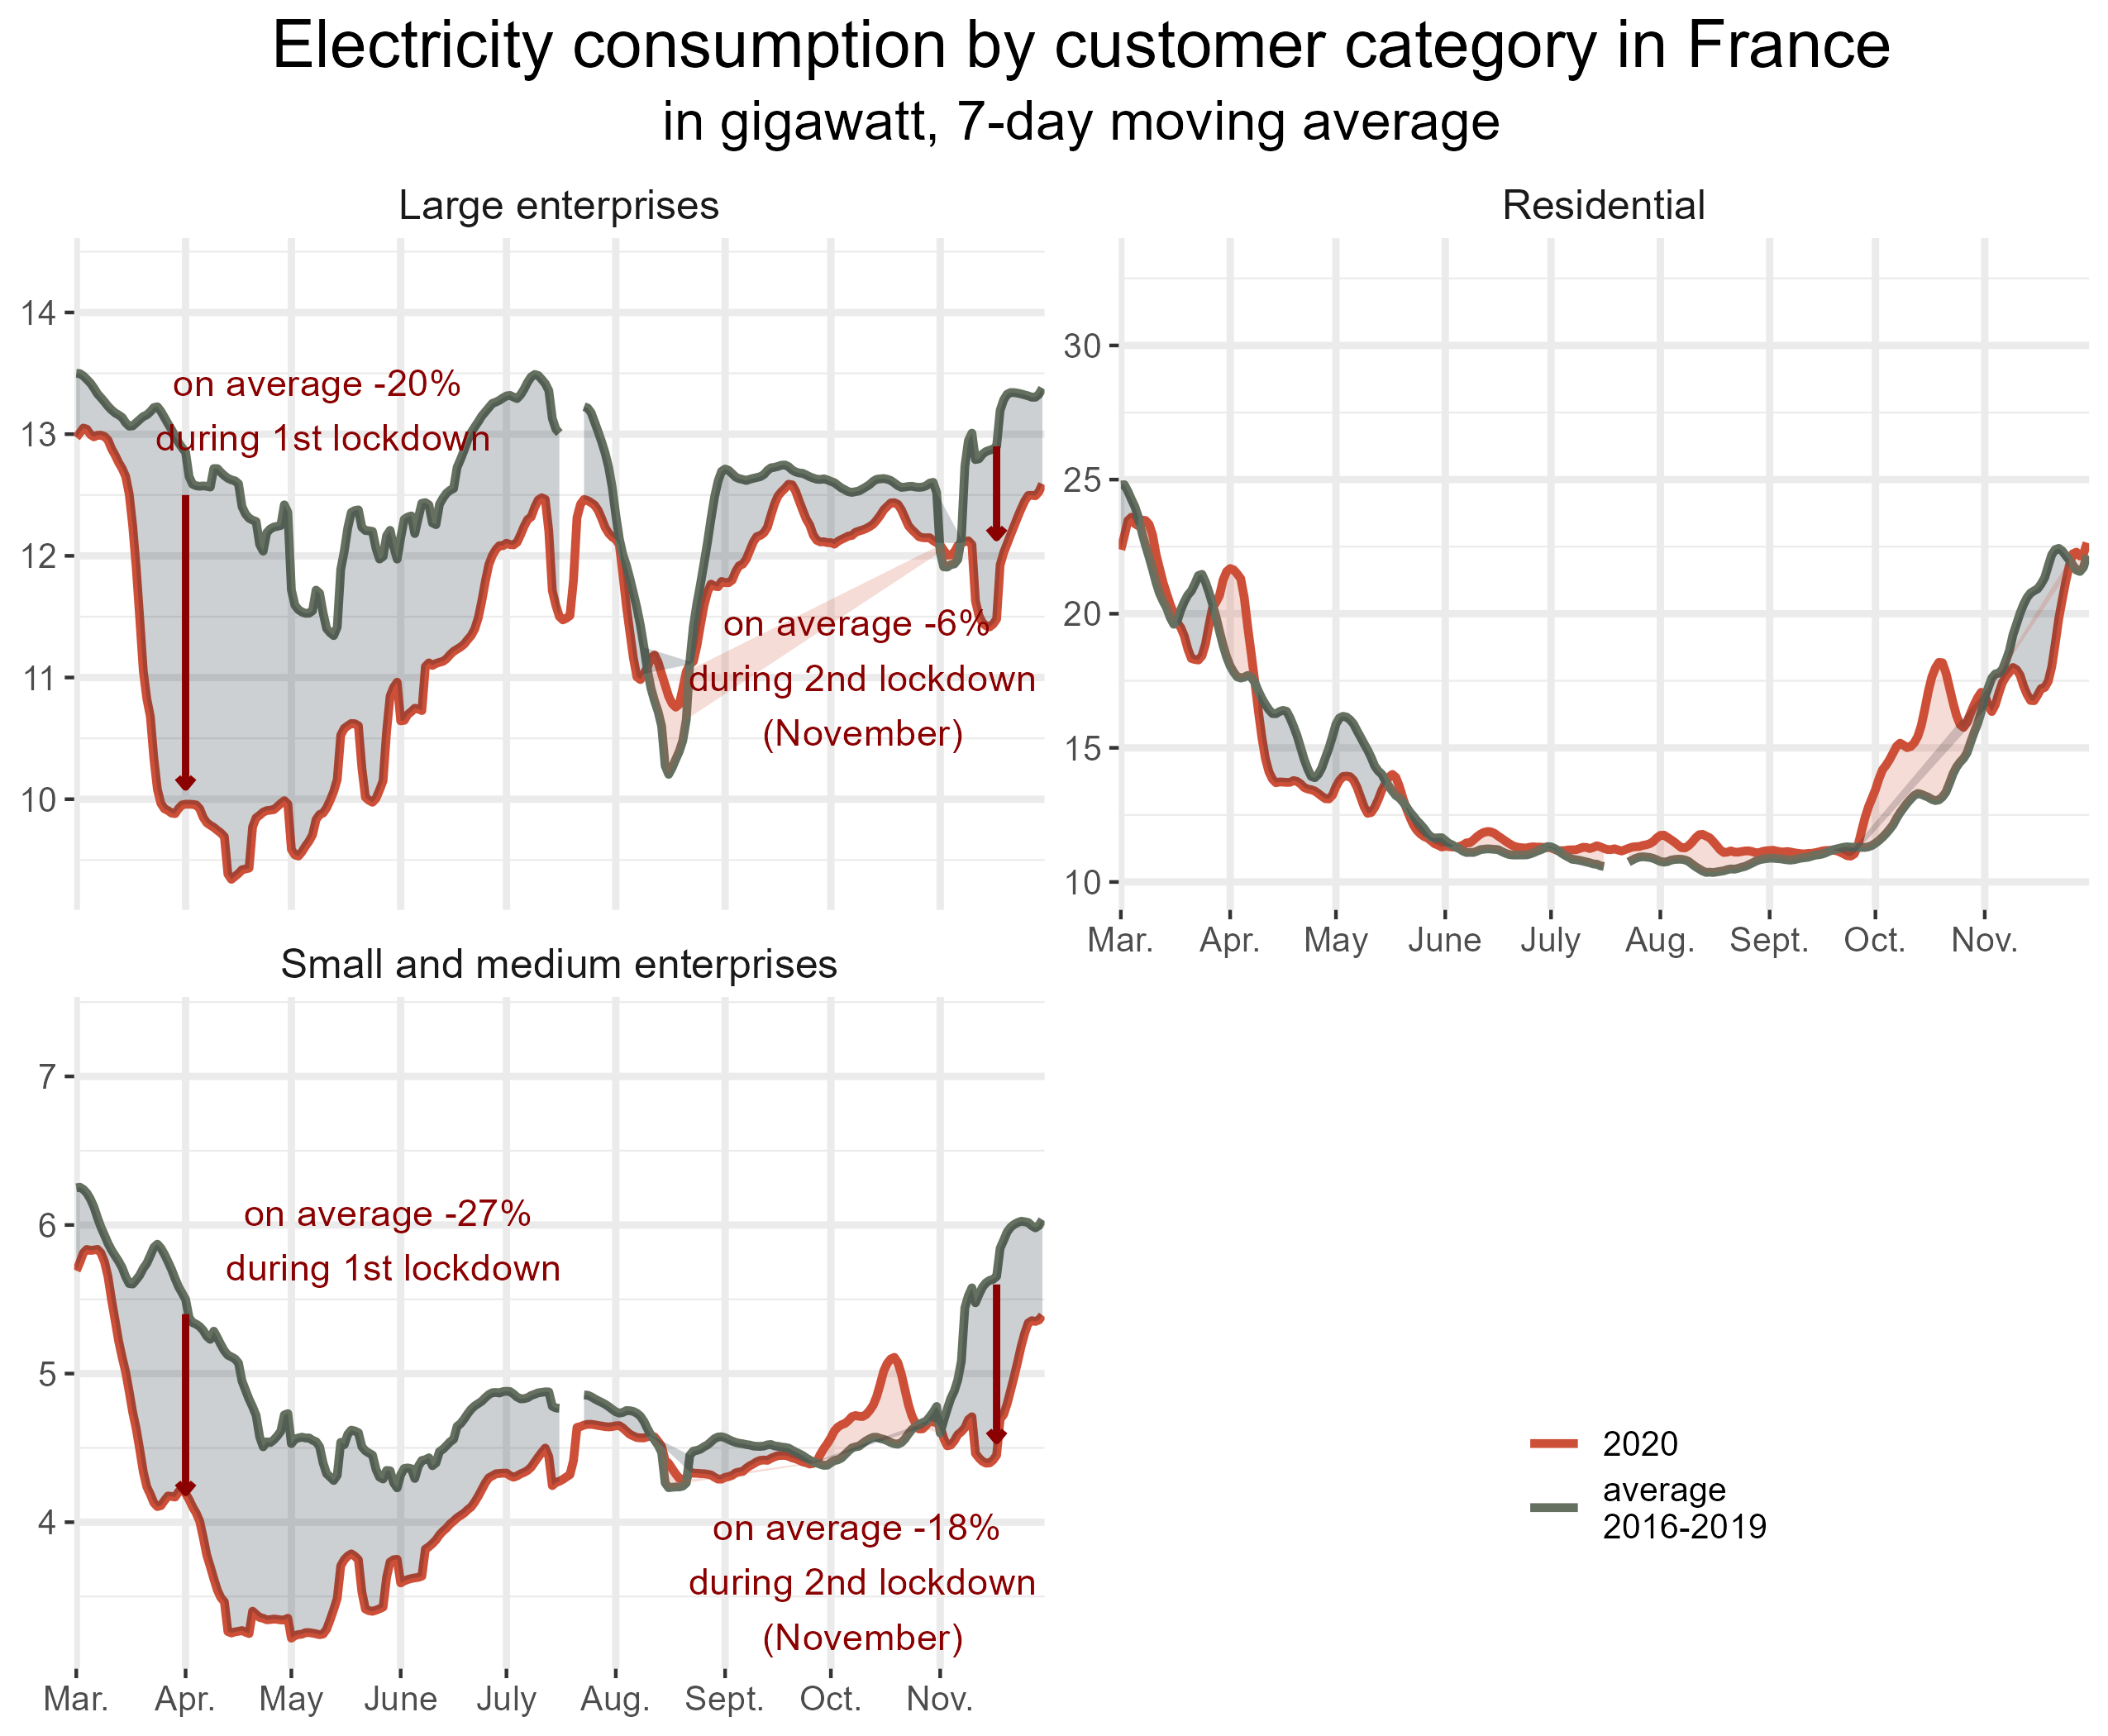 Electricity consumption by customer category in France
in gigawatt, 7-day moving average
Large enterprises
14
13
12
11
10
on average -20%
during 1st lockdown
on average -6%
during 2nd lockdown
(November)
Residential
30
25
20
15
10
Mar. Apr. May June July Aug. Sept. Oct. Nov.
Small and medium enterprises
7
6
5
4
on average -27%
during 1st lockdown
on average -18%
during 2nd lockdown
(November)
Mar. Apr. May June July Aug. Sept. Oct. Nov.
2020
average
2016-2019